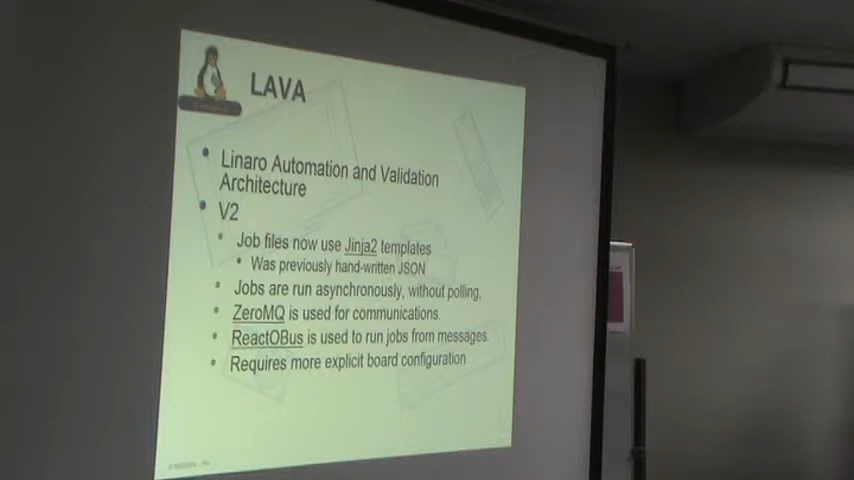 LAVA
Linaro Automation and Validation
Architecture
V2
Job files now use Jinja2 templates
Was previously hand-written JSON
Jobs are run asynchronously, without polling,
ZeroMQ is used for communications.
ReactOBus is used to run jobs from messages.
Requires more explicit board configuration